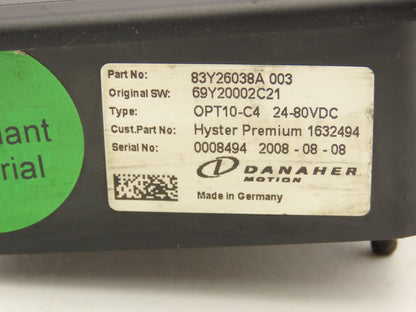 Part No: 83Y26038A 003
Original SW: 69Y20002C21
Type: OPT10-C4 24-80VDC
Cust.Part No: Hyster Premium 1632494
Serial No: 0008494 2008 - 08 - 08
DANAHER
MOTION
Made in Germany
lant
rial